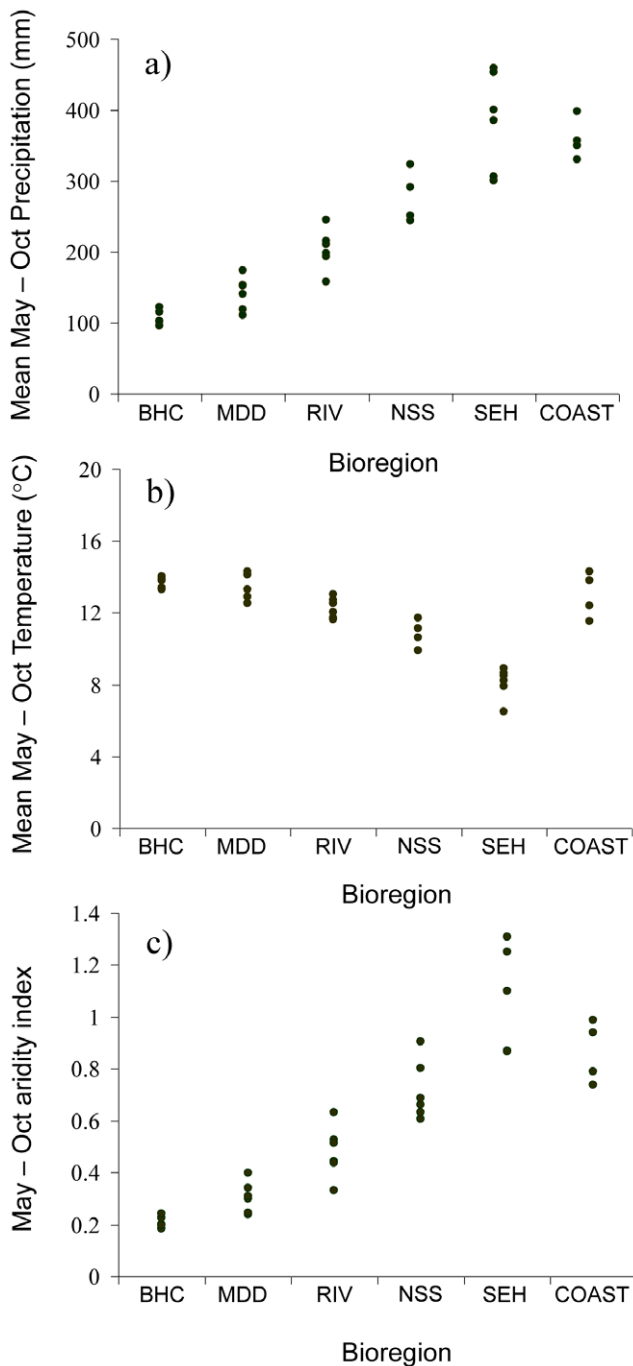 a)
Mean May – Oct Precipitation (mm)
500
400
300
200
100
0
BHC MDD RIV NSS SEH COAST
Bioregion
b)
Mean May – Oct Temperature (°C)
20
16
12
8
4
0
BHC MDD RIV NSS SEH COAST
Bioregion
c)
May – Oct aridity index
1.4
1.2
1
0.8
0.6
0.4
0.2
0
BHC MDD RIV NSS SEH COAST
Bioregion